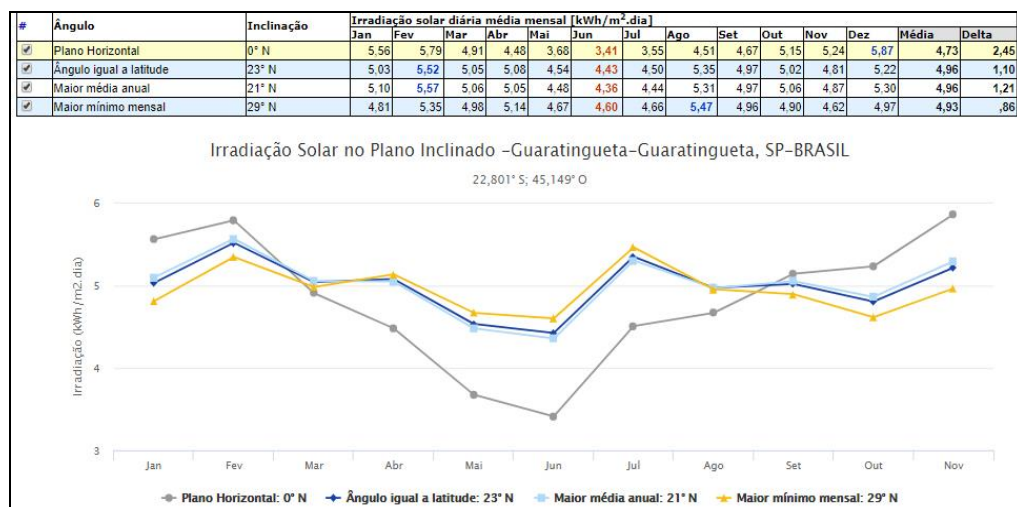 # Ângulo Inclinação Irradiação solar diária média mensal [kWh/m².dia]
Jan Fev Mar Abr Mai Jun Jul Ago Set Out Nov Dez Média Delta
Plano Horizontal 0° N 5,56 5,79 4,91 4,48 3,68 3,41 3,55 4,51 4,67 5,15 5,24 5,87 4,73 2,45
Ângulo igual a latitude 23° N 5,03 5,52 5,05 5,08 4,54 4,43 4,50 5,35 4,97 5,02 4,81 5,22 4,96 1,10
Maior média anual 21° N 5,10 5,57 5,06 5,05 4,48 4,36 4,44 5,31 4,97 5,06 4,87 5,30 4,96 1,21
Maior mínimo mensal 29° N 4,81 5,35 4,98 5,14 4,67 4,60 4,66 5,47 4,96 4,90 4,62 4,97 4,93 ,86
Irradiação Solar no Plano Inclinado –Guaratingueta–Guaratingueta, SP–BRASIL
22,801° S; 45,149° O
Irradiação (kWh/m2.dia)
6
5
4
3
Jan Fev Mar Abr Mai Jun Jul Ago Set Out Nov
Plano Horizontal: 0° N Ângulo igual a latitude: 23° N Maior média anual: 21° N Maior mínimo mensal: 29° N